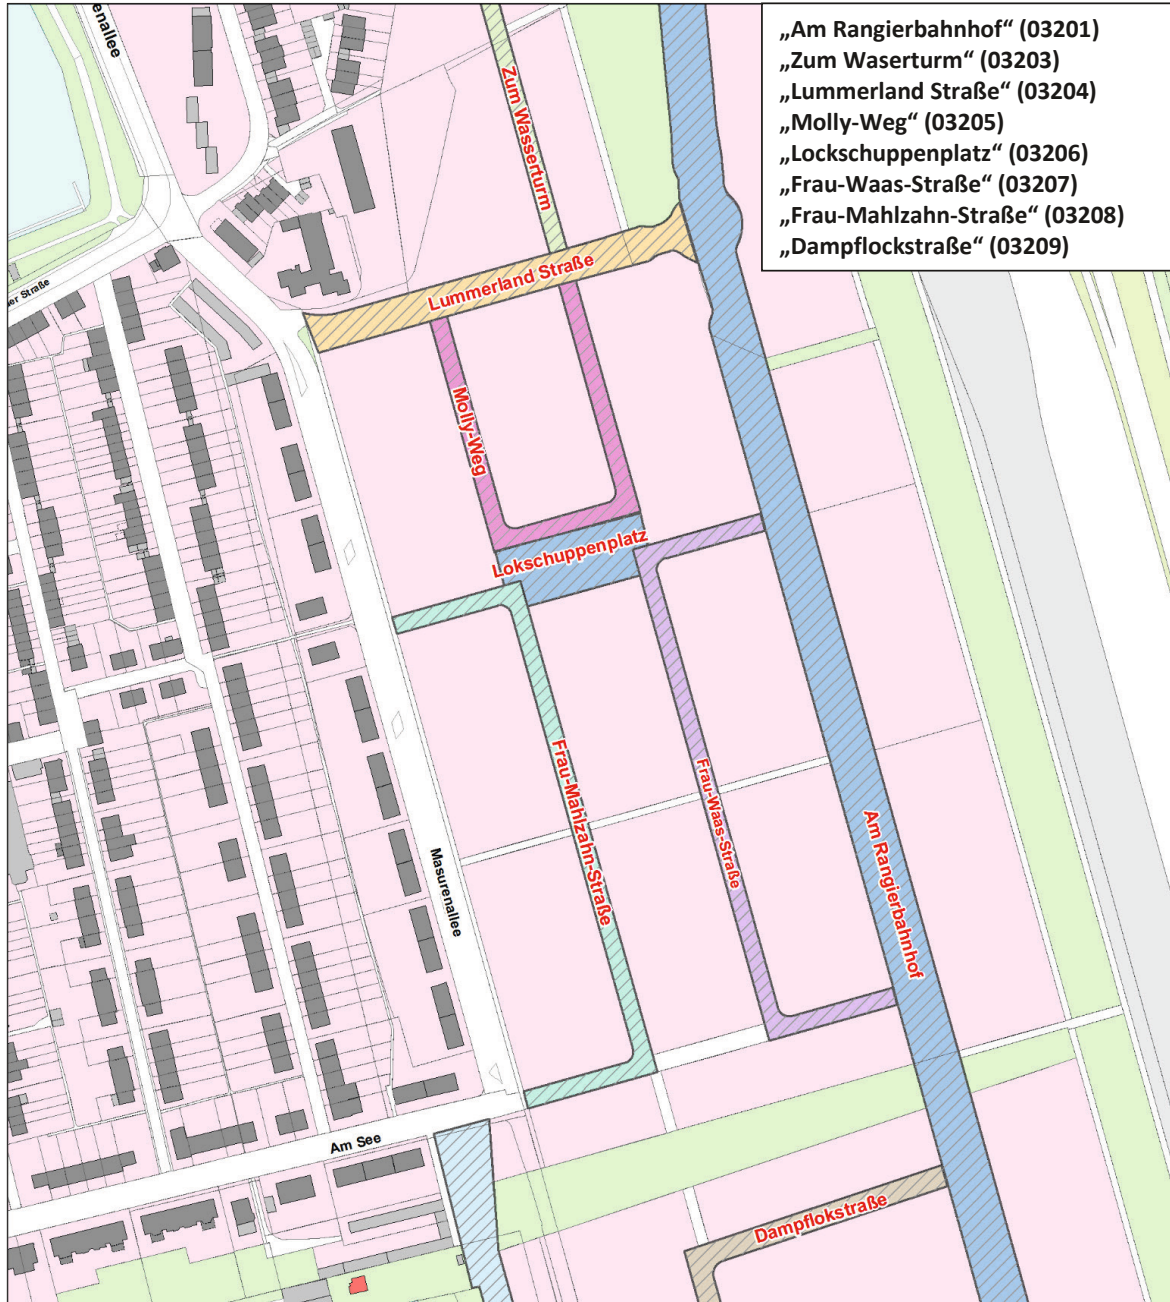 „Am Rangierbahnhof“ (03201)
„Zum Waserturm“ (03203)
„Lummerland Straße“ (03204)
„Molly-Weg“ (03205)
„Lockschuppenplatz“ (03206)
„Frau-Waas-Straße“ (03207)
„Frau-Mahlzahn-Straße“ (03208)
„Dampflockstraße“ (03209)
enallee
Zum Wasserturm
Lummerland Straße
ner Straße
Molly-Weg
Lokschuppenplatz
Frau-Mahlzahn-Straße
Frau-Waas-Straße
Am Rangierbahnhof
Masurenallee
Am See
Dampflokstraße